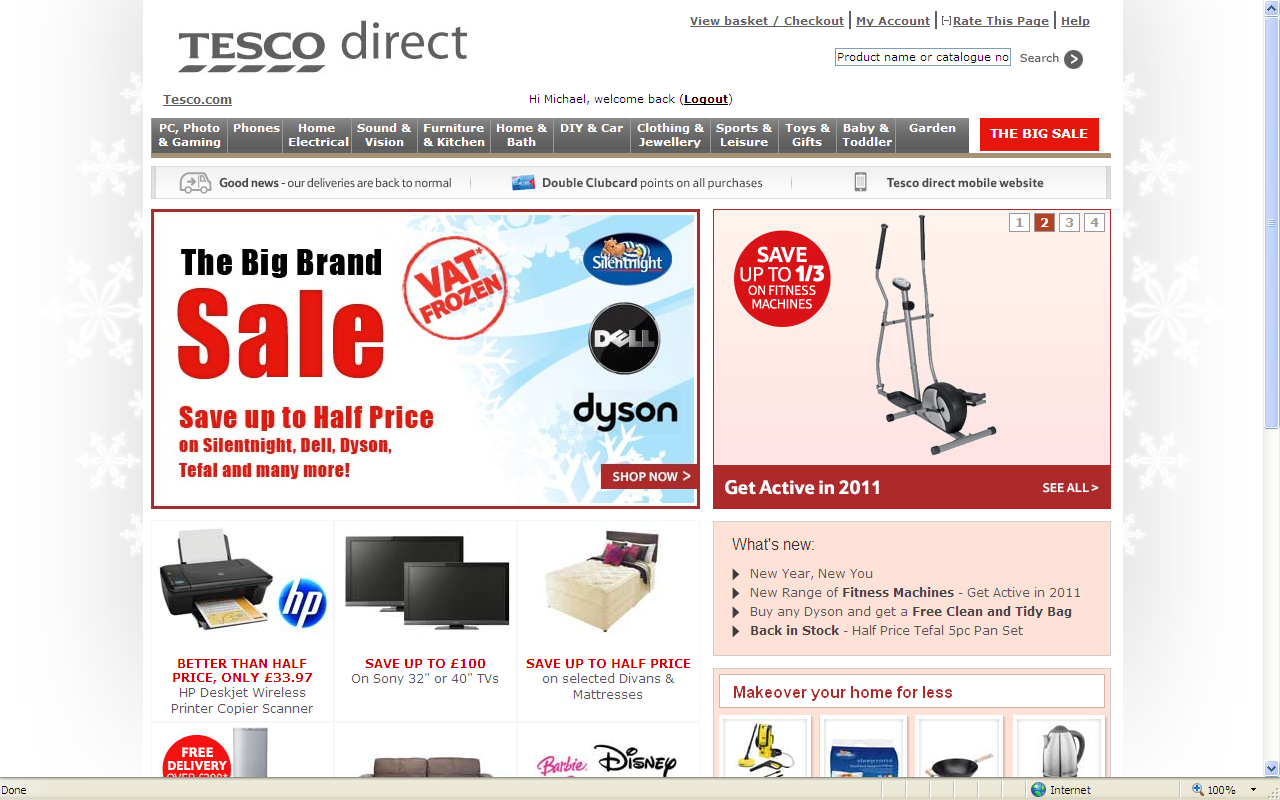 TESCO direct
View basket / Checkout | My Account | [-]Rate This Page | Help
Product name or catalogue no
Search
Tesco.com
Hi Michael, welcome back (Logout)
PC, Photo & Gaming
Phones
Home Electrical
Sound & Vision
Furniture & Kitchen
Home & Bath
DIY & Car
Clothing & Jewellery
Sports & Leisure
Toys & Gifts
Baby & Toddler
Garden
THE BIG SALE
Good news - our deliveries are back to normal
Double Clubcard points on all purchases
Tesco direct mobile website
The Big Brand
Sale
VAT*
FROZEN
Save up to Half Price
on Silentnight, Dell, Dyson,
Tefal and many more!
Silentnight
DELL
dyson
SHOP NOW >
1 2 3 4
SAVE
UP TO 1/3
ON FITNESS
MACHINES
Get Active in 2011
SEE ALL >
hp
BETTER THAN HALF
PRICE, ONLY £33.97
HP Deskjet Wireless
Printer Copier Scanner
SAVE UP TO £100
On Sony 32" or 40" TVs
SAVE UP TO HALF PRICE
on selected Divans &
Mattresses
What's new:
New Year, New You
New Range of Fitness Machines - Get Active in 2011
Buy any Dyson and get a Free Clean and Tidy Bag
Back in Stock - Half Price Tefal 5pc Pan Set
Makeover your home for less
FREE
DELIVERY
Barbie
Disney
Done
Internet
100%